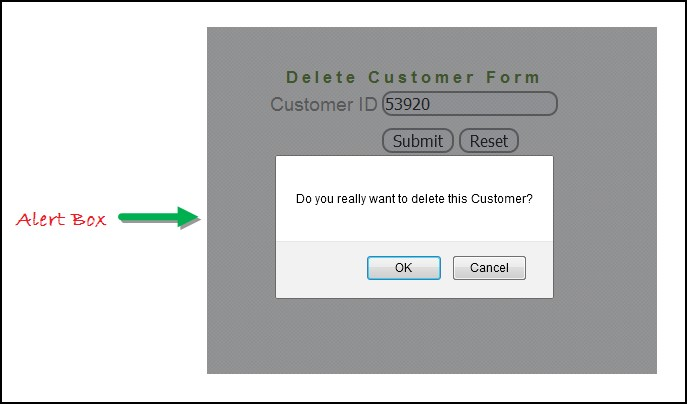 Delete Customer Form
Customer ID 53920
Submit Reset
Do you really want to delete this Customer?
OK Cancel
Alert Box